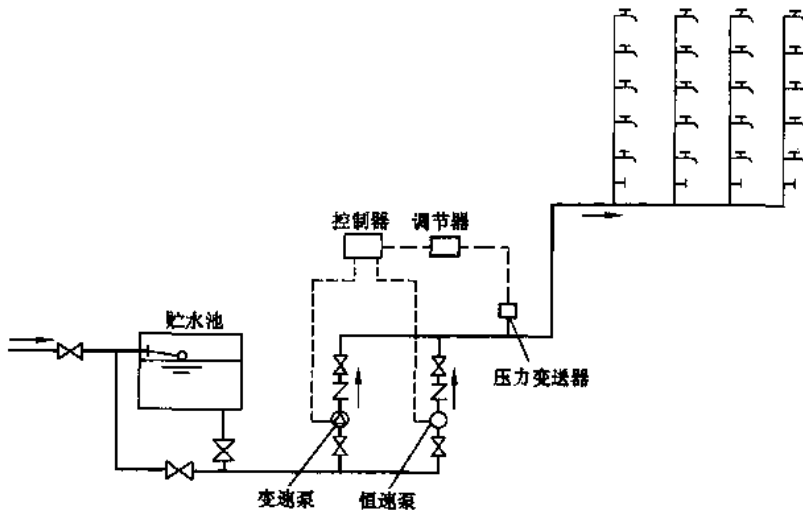 控制器
调节器
贮水池
压力变送器
变速泵
恒速泵